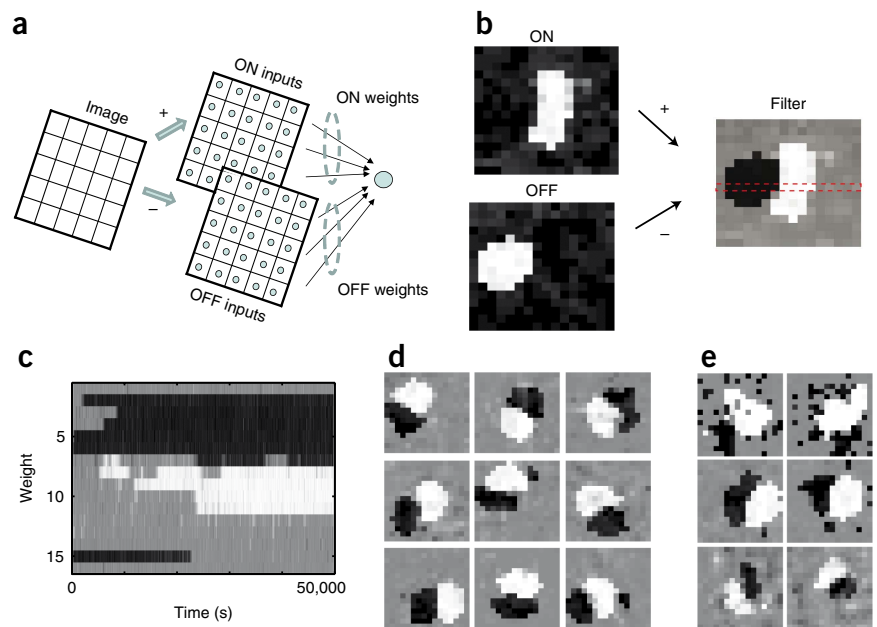 a
Image
+
–
ON inputs
OFF inputs
ON weights
OFF weights
b
ON
OFF
+
–
Filter
c
Weight
5
10
15
0
50,000
Time (s)
d
e